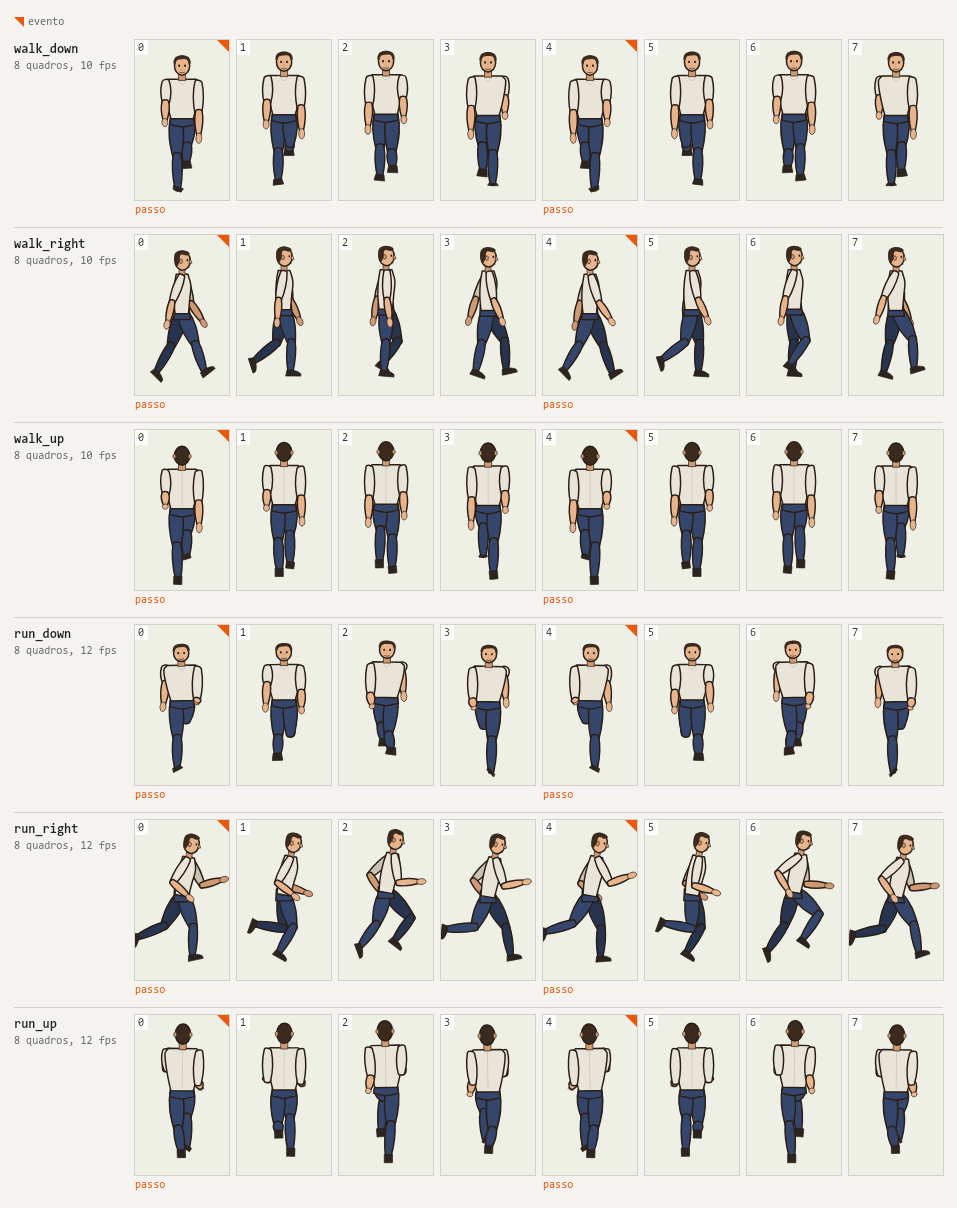 evento
walk_down
8 quadros, 10 fps
0 1 2 3 4 5 6 7
passo passo
walk_right
8 quadros, 10 fps
0 1 2 3 4 5 6 7
passo passo
walk_up
8 quadros, 10 fps
0 1 2 3 4 5 6 7
passo passo
run_down
8 quadros, 12 fps
0 1 2 3 4 5 6 7
passo passo
run_right
8 quadros, 12 fps
0 1 2 3 4 5 6 7
passo passo
run_up
8 quadros, 12 fps
0 1 2 3 4 5 6 7
passo passo